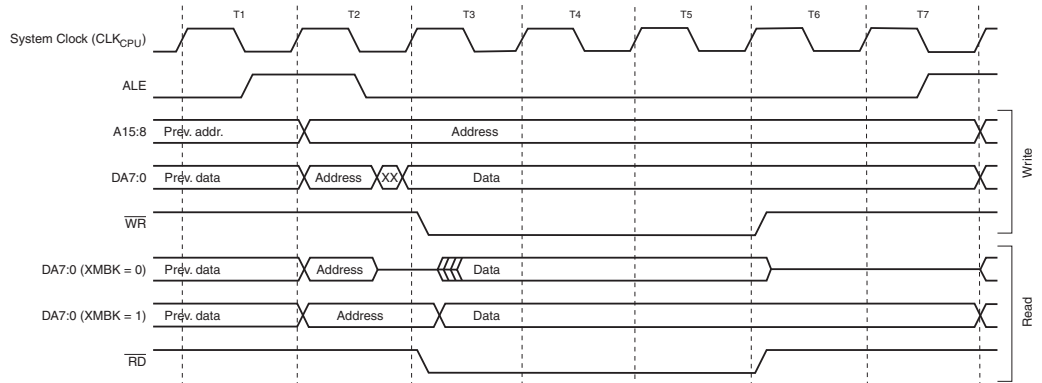 T1 T2 T3 T4 T5 T6 T7
System Clock (CLKCPU)
ALE
A15:8 Prev. addr. Address
DA7:0 Prev. data Address XX Data
WR
DA7:0 (XMBK = 0) Prev. data Address Data
DA7:0 (XMBK = 1) Prev. data Address Data
RD
Write
Read